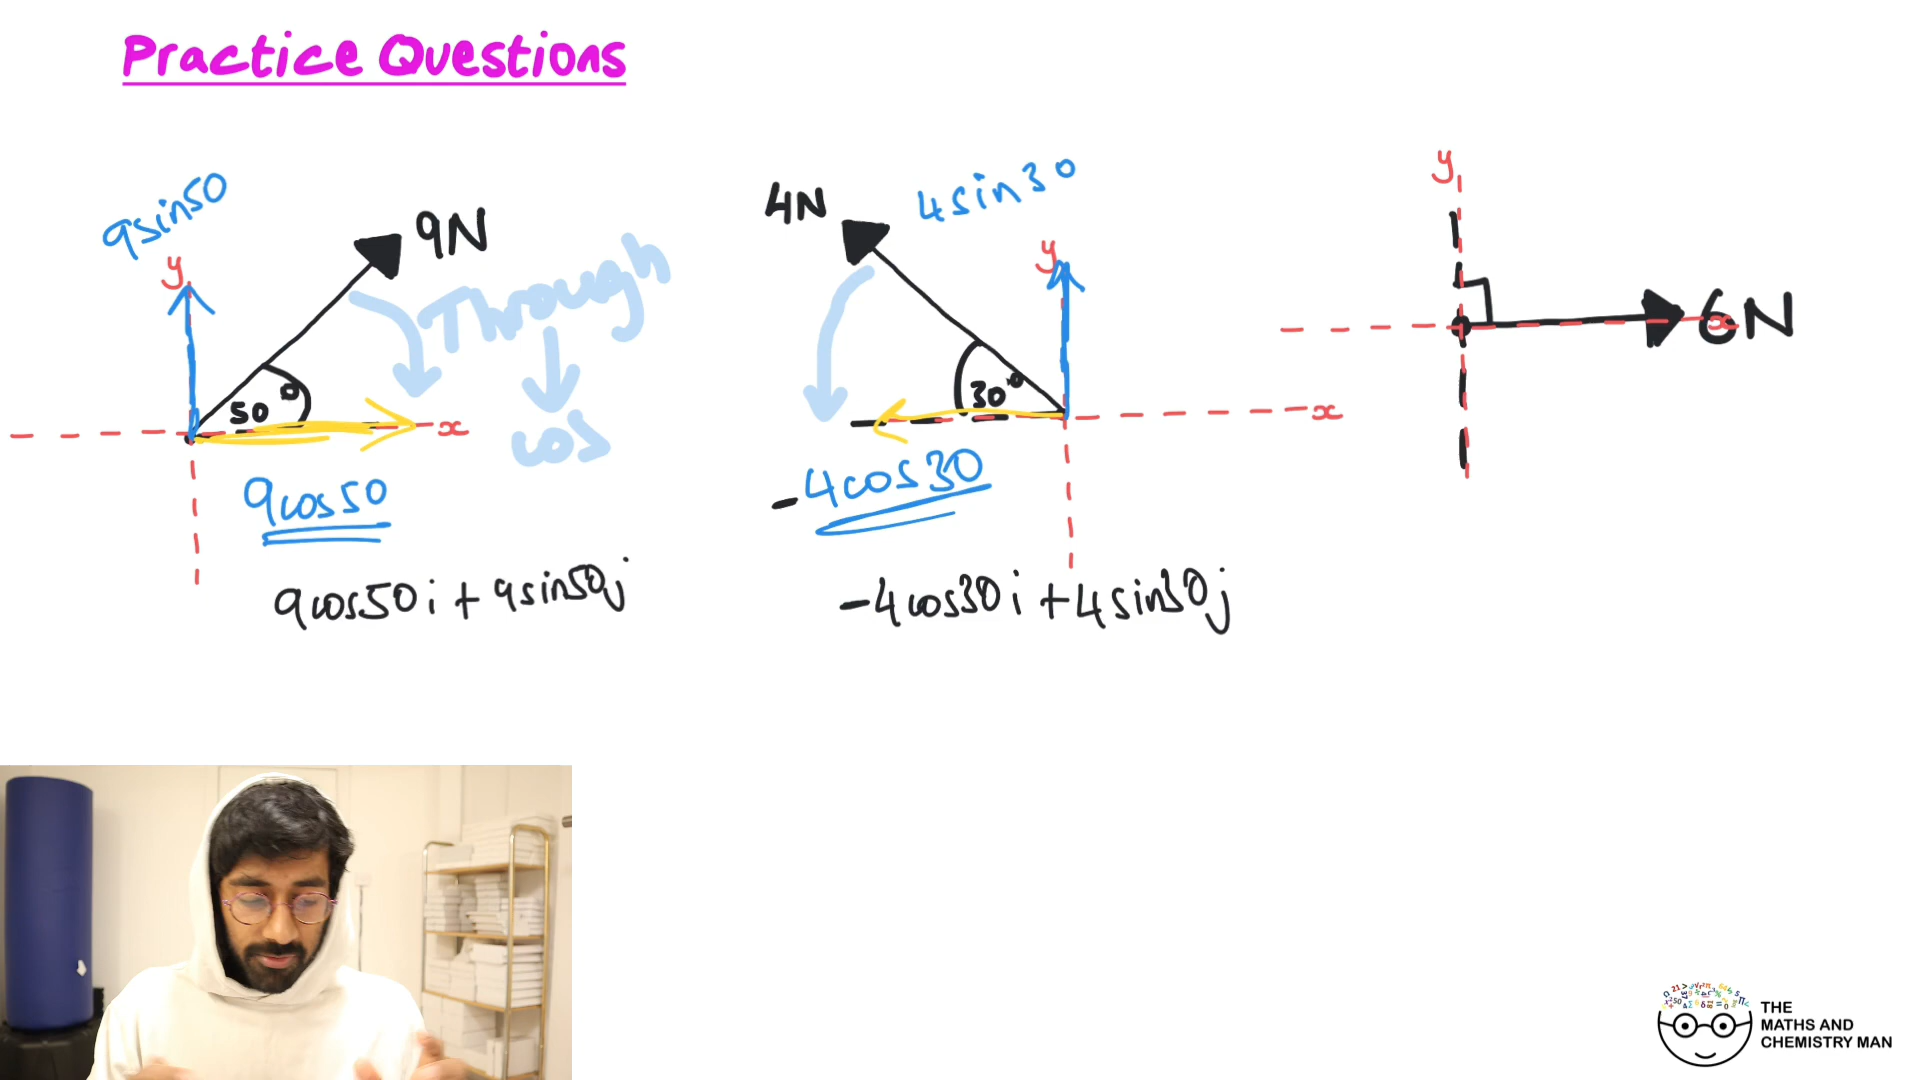 Practice Questions
9sin50
y
9N
Through
cos
50°
x
9cos50
9cos50i + 9sin50j
4N
4sin30
y
30°
x
-4cos30
-4cos30i + 4sin30j
y
x
6N
THE
MATHS AND
CHEMISTRY MAN